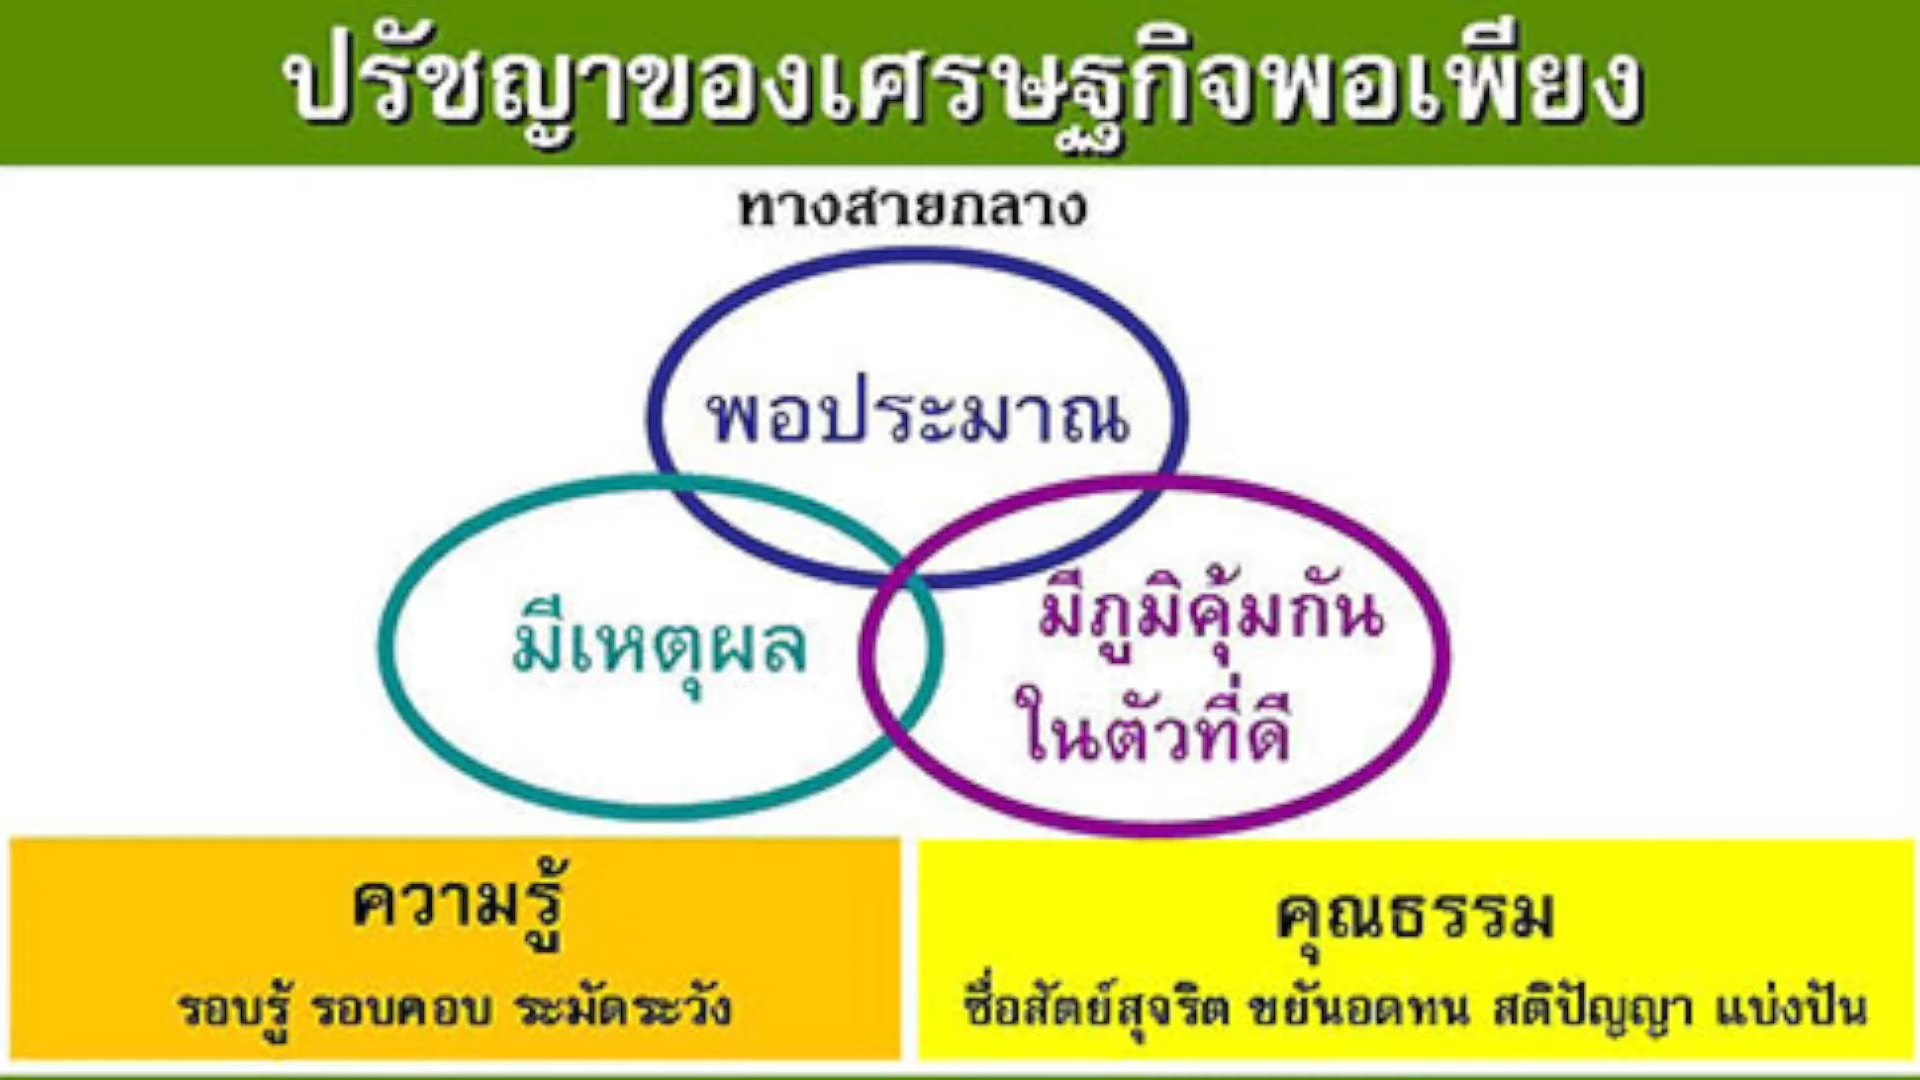 ปรัชญาของเศรษฐกิจพอเพียง
ทางสายกลาง
พอประมาณ
มีเหตุผล
มีภูมิคุ้มกัน
ในตัวที่ดี
ความรู้
รอบรู้ รอบคอบ ระมัดระวัง
คุณธรรม
ซื่อสัตย์สุจริต ขยันอดทน สติปัญญา แบ่งปัน